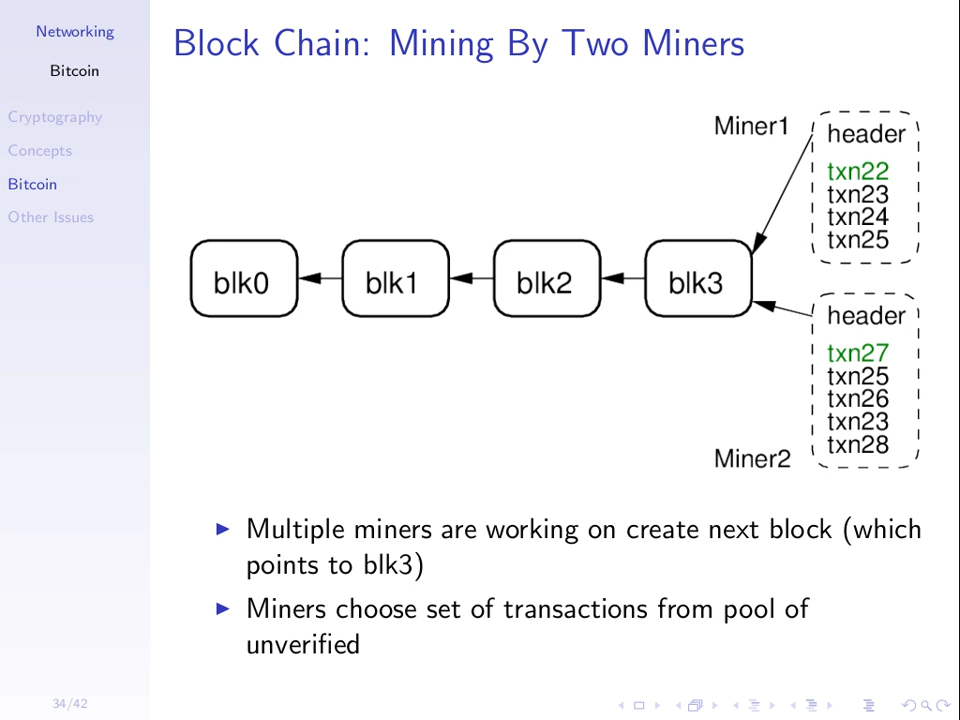 Networking
Bitcoin
Cryptography
Concepts
Bitcoin
Other Issues
34/42
Block Chain: Mining By Two Miners
Miner1
header
txn22
txn23
txn24
txn25
blk0
blk1
blk2
blk3
header
txn27
txn25
txn26
txn23
txn28
Miner2
Multiple miners are working on create next block (which
points to blk3)
Miners choose set of transactions from pool of
unverified